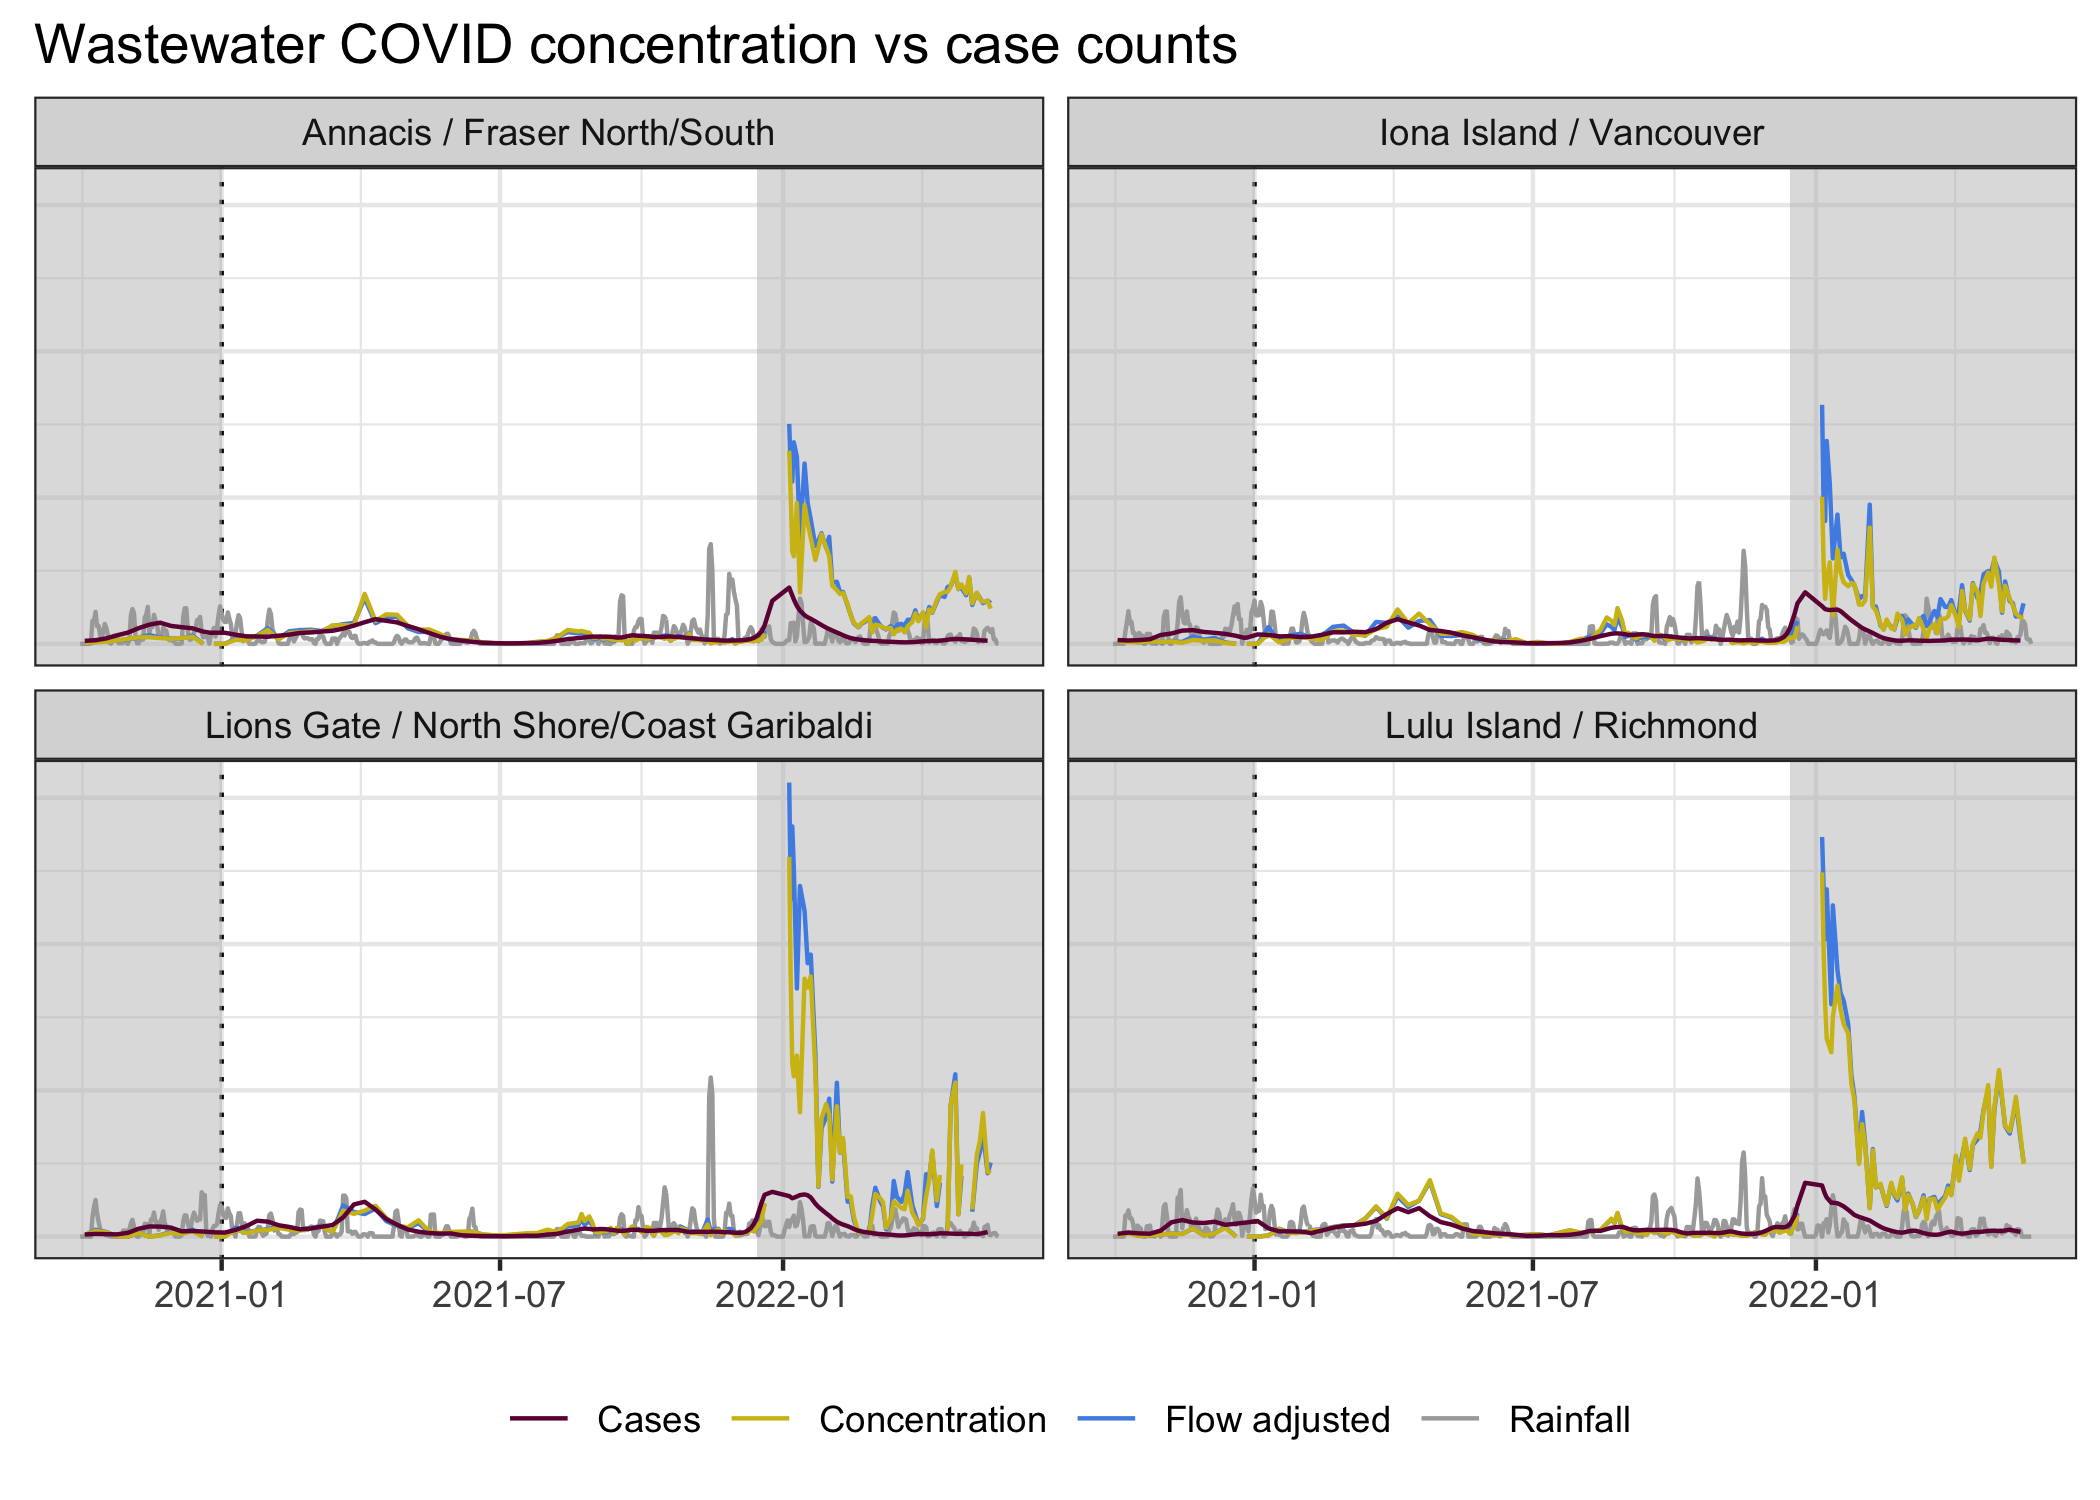 Wastewater COVID concentration vs case counts
Annacis / Fraser North/South
Iona Island / Vancouver
Lions Gate / North Shore/Coast Garibaldi
Lulu Island / Richmond
2021-01 2021-07 2022-01 2021-01 2021-07 2022-01
Cases Concentration Flow adjusted Rainfall